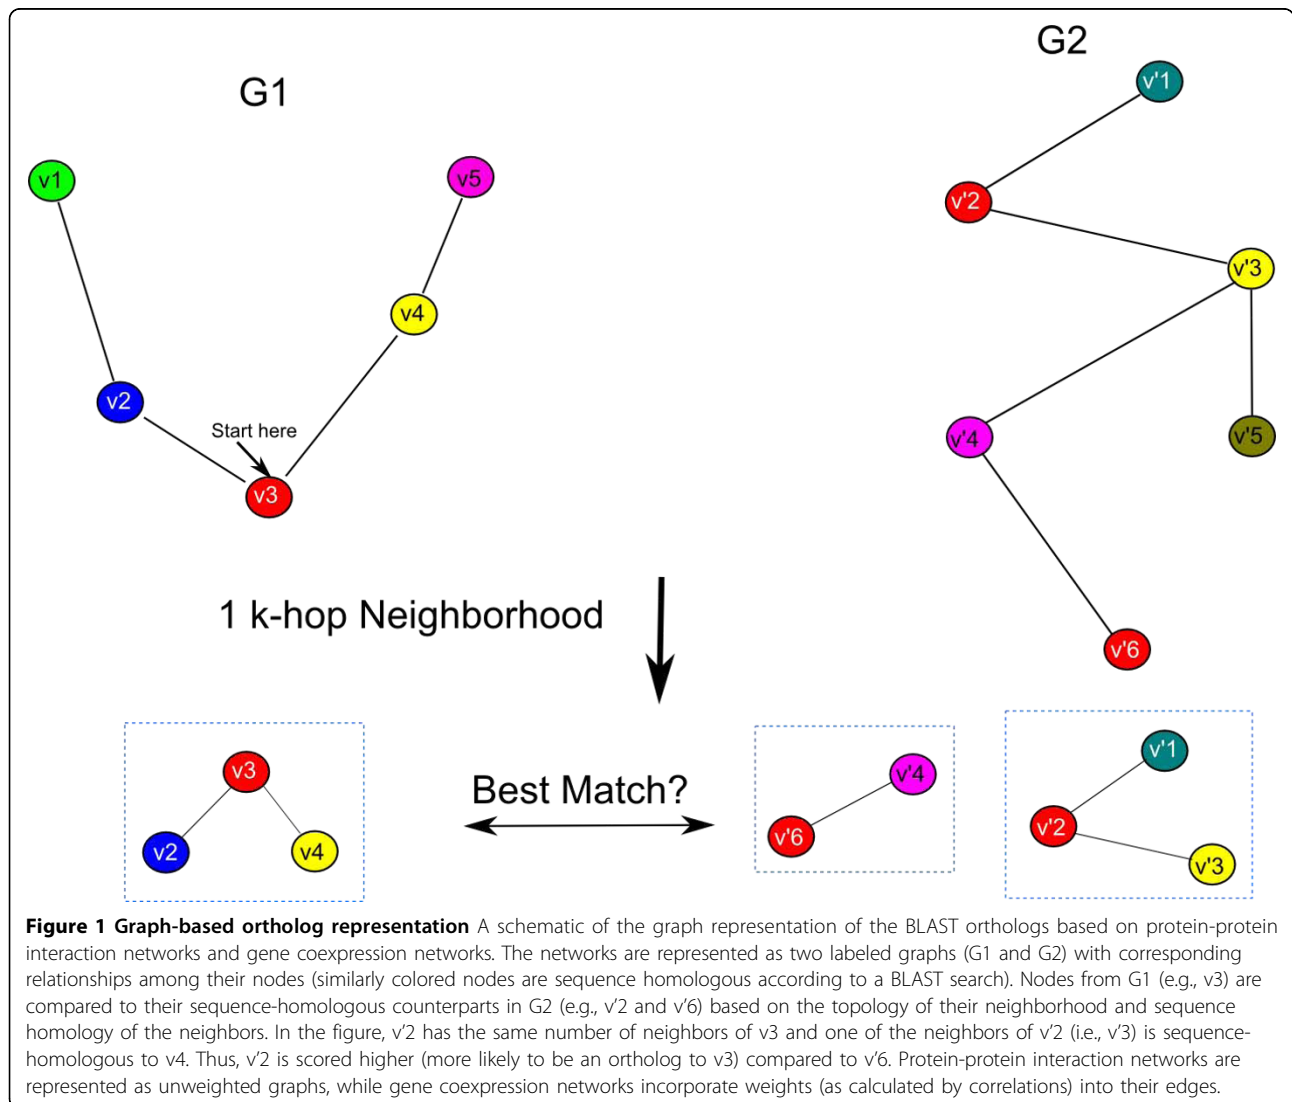 G1
G2
v1
v5
v4
v2
Start here
v3
v'1
v'2
v'3
v'4
v'5
v'6
1 k-hop Neighborhood
v3
v2
v4
Best Match?
v'4
v'6
v'1
v'2
v'3
Figure 1 Graph-based ortholog representation A schematic of the graph representation of the BLAST orthologs based on protein-protein
interaction networks and gene coexpression networks. The networks are represented as two labeled graphs (G1 and G2) with corresponding
relationships among their nodes (similarly colored nodes are sequence homologous according to a BLAST search). Nodes from G1 (e.g., v3) are
compared to their sequence-homologous counterparts in G2 (e.g., v′2 and v′6) based on the topology of their neighborhood and sequence
homology of the neighbors. In the figure, v′2 has the same number of neighbors of v3 and one of the neighbors of v′2 (i.e., v′3) is sequence-
homologous to v4. Thus, v′2 is scored higher (more likely to be an ortholog to v3) compared to v′6. Protein-protein interaction networks are
represented as unweighted graphs, while gene coexpression networks incorporate weights (as calculated by correlations) into their edges.